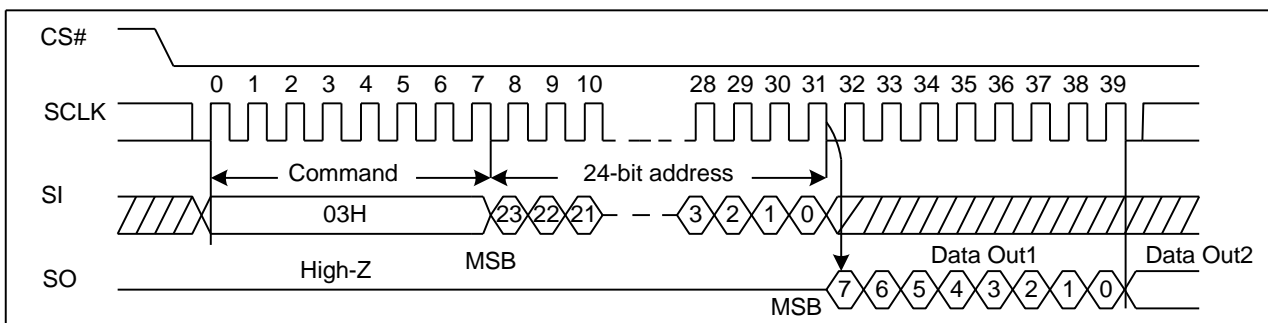 CS#
0 1 2 3 4 5 6 7 8 9 10 28 29 30 31 32 33 34 35 36 37 38 39
SCLK
Command 24-bit address
SI
03H 23 22 21 3 2 1 0
High-Z MSB Data Out1 Data Out2
SO
MSB 7 6 5 4 3 2 1 0